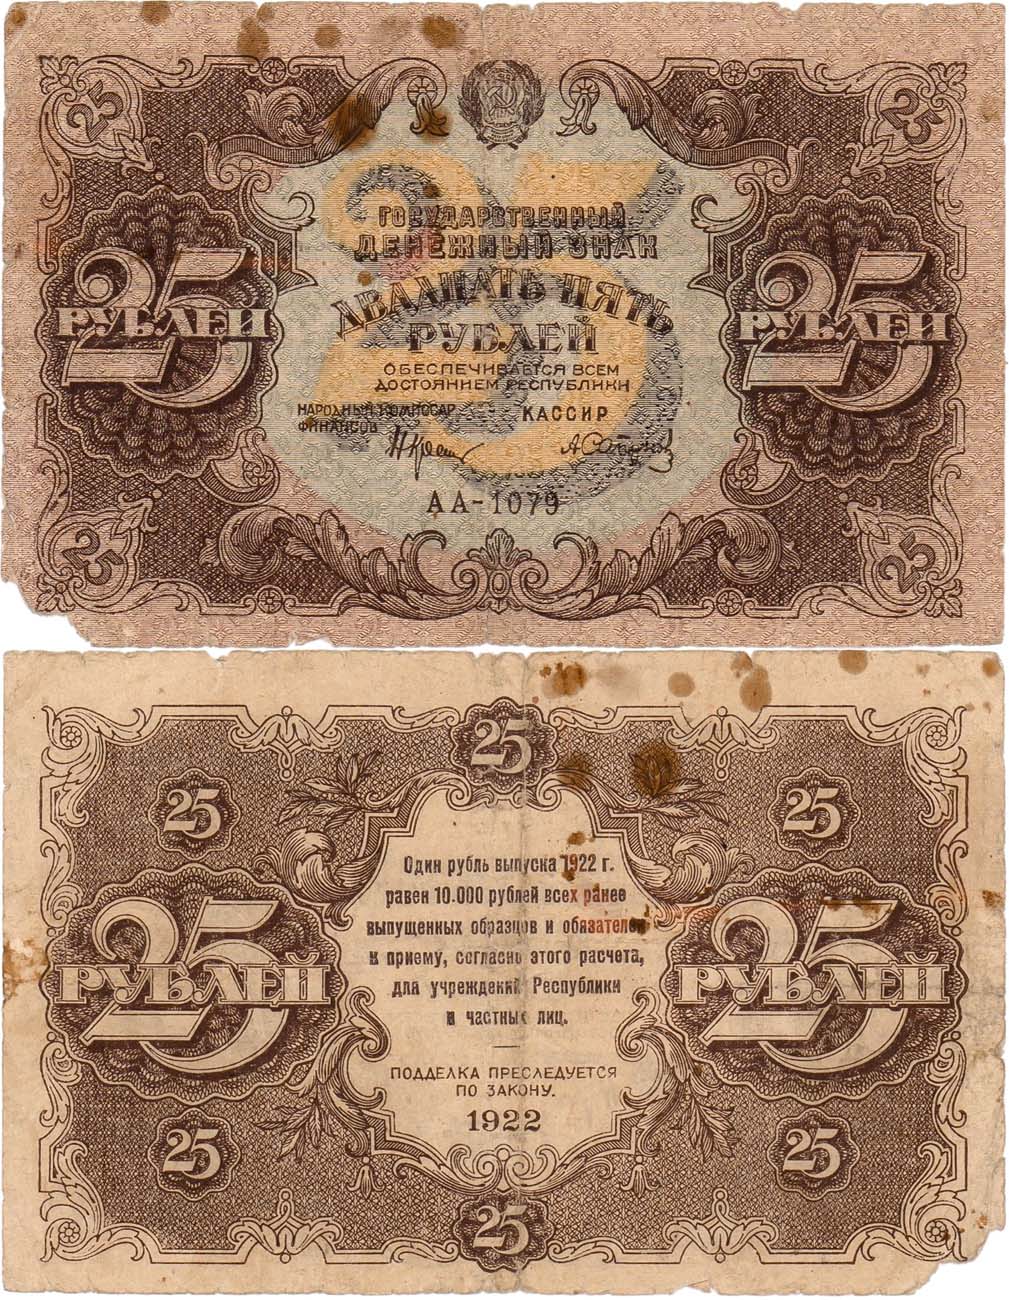 25
25
ГОСУДАРСТВЕННЫЙ
ДЕНЕЖНЫЙ ЗНАК
ДВАДЦАТЬ ПЯТЬ
РУБЛЕЙ
25
25
РУБЛЕЙ
25
РУБЛЕЙ
ОБЕСПЕЧИВАЕТСЯ ВСЕМ
ДОСТОЯНИЕМ РЕСПУБЛИКИ
НАРОДНЫЙ КОМИССАР
ФИНАНСОВ
КАССИР
АА-1079
25
25
25
25
25
Один рубль выпуска 1922 г.
равен 10.000 рублей всех ранее
выпущенных образцов и обязателен
к приему, согласно этого расчета,
для учреждений Республики
и частных лиц.
25
РУБЛЕЙ
25
РУБЛЕЙ
ПОДДЕЛКА ПРЕСЛЕДУЕТСЯ
ПО ЗАКОНУ.
1922
25
25
25